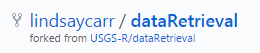 lindsaycarr / dataRetrieval
forked from USGS-R/dataRetrieval